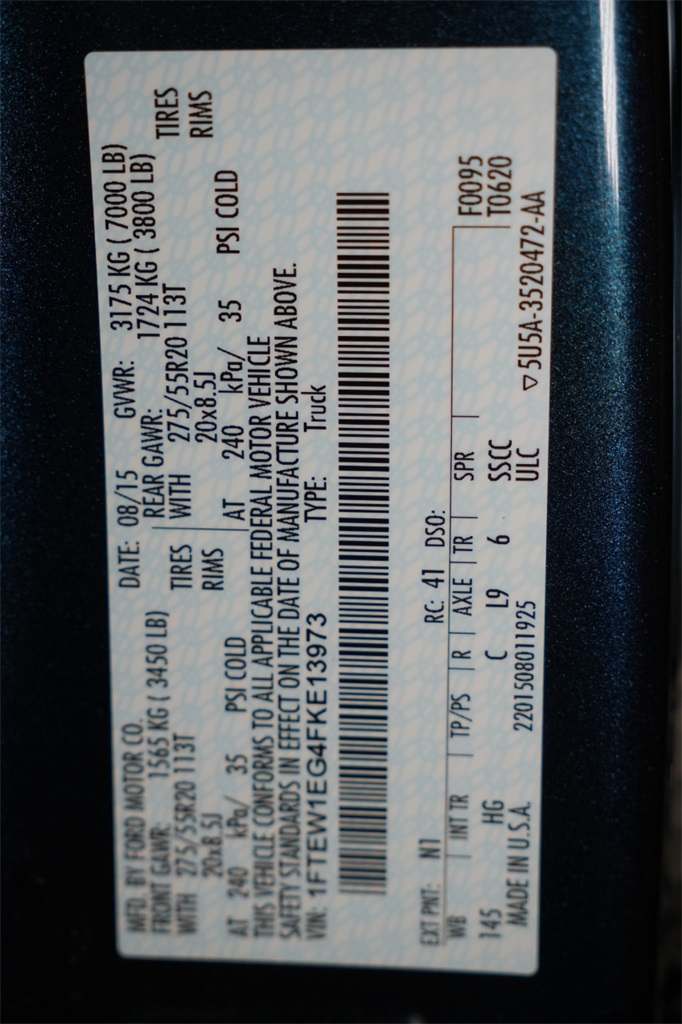 MFD. BY FORD MOTOR CO. DATE: 08/15 GVWR: 3175 KG ( 7000 LB)
FRONT GAWR: 1565 KG ( 3450 LB) REAR GAWR: 1724 KG ( 3800 LB)
WITH 275/55R20 113T TIRES WITH 275/55R20 113T TIRES
20x8.5J RIMS 20x8.5J RIMS
AT 240 kPa/ 35 PSI COLD AT 240 kPa/ 35 PSI COLD
THIS VEHICLE CONFORMS TO ALL APPLICABLE FEDERAL MOTOR VEHICLE
SAFETY STANDARDS IN EFFECT ON THE DATE OF MANUFACTURE SHOWN ABOVE.
VIN: 1FTEW1EG4FKE13973 TYPE: Truck
EXT PNT: N1 RC: 41 DSO:
WB INT TR TP/PS R AXLE TR SPR F0095
145 HG C L9 6 SSCC T0620
ULC
MADE IN U.S.A. 2201508011925 ▽5U5A-3520472-AA